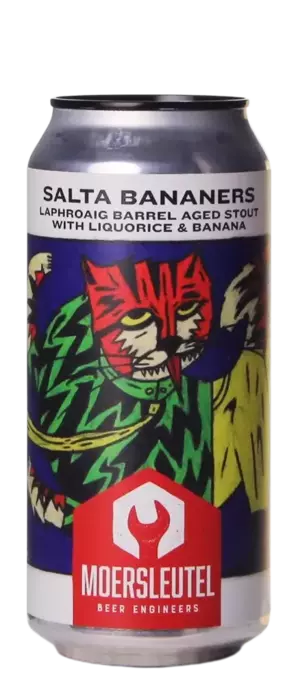 SALTA BANANERS
LAPHROAIG BARREL AGED STOUT
WITH LIQUORICE & BANANA
MOERSLEUTEL
BEER ENGINEERS